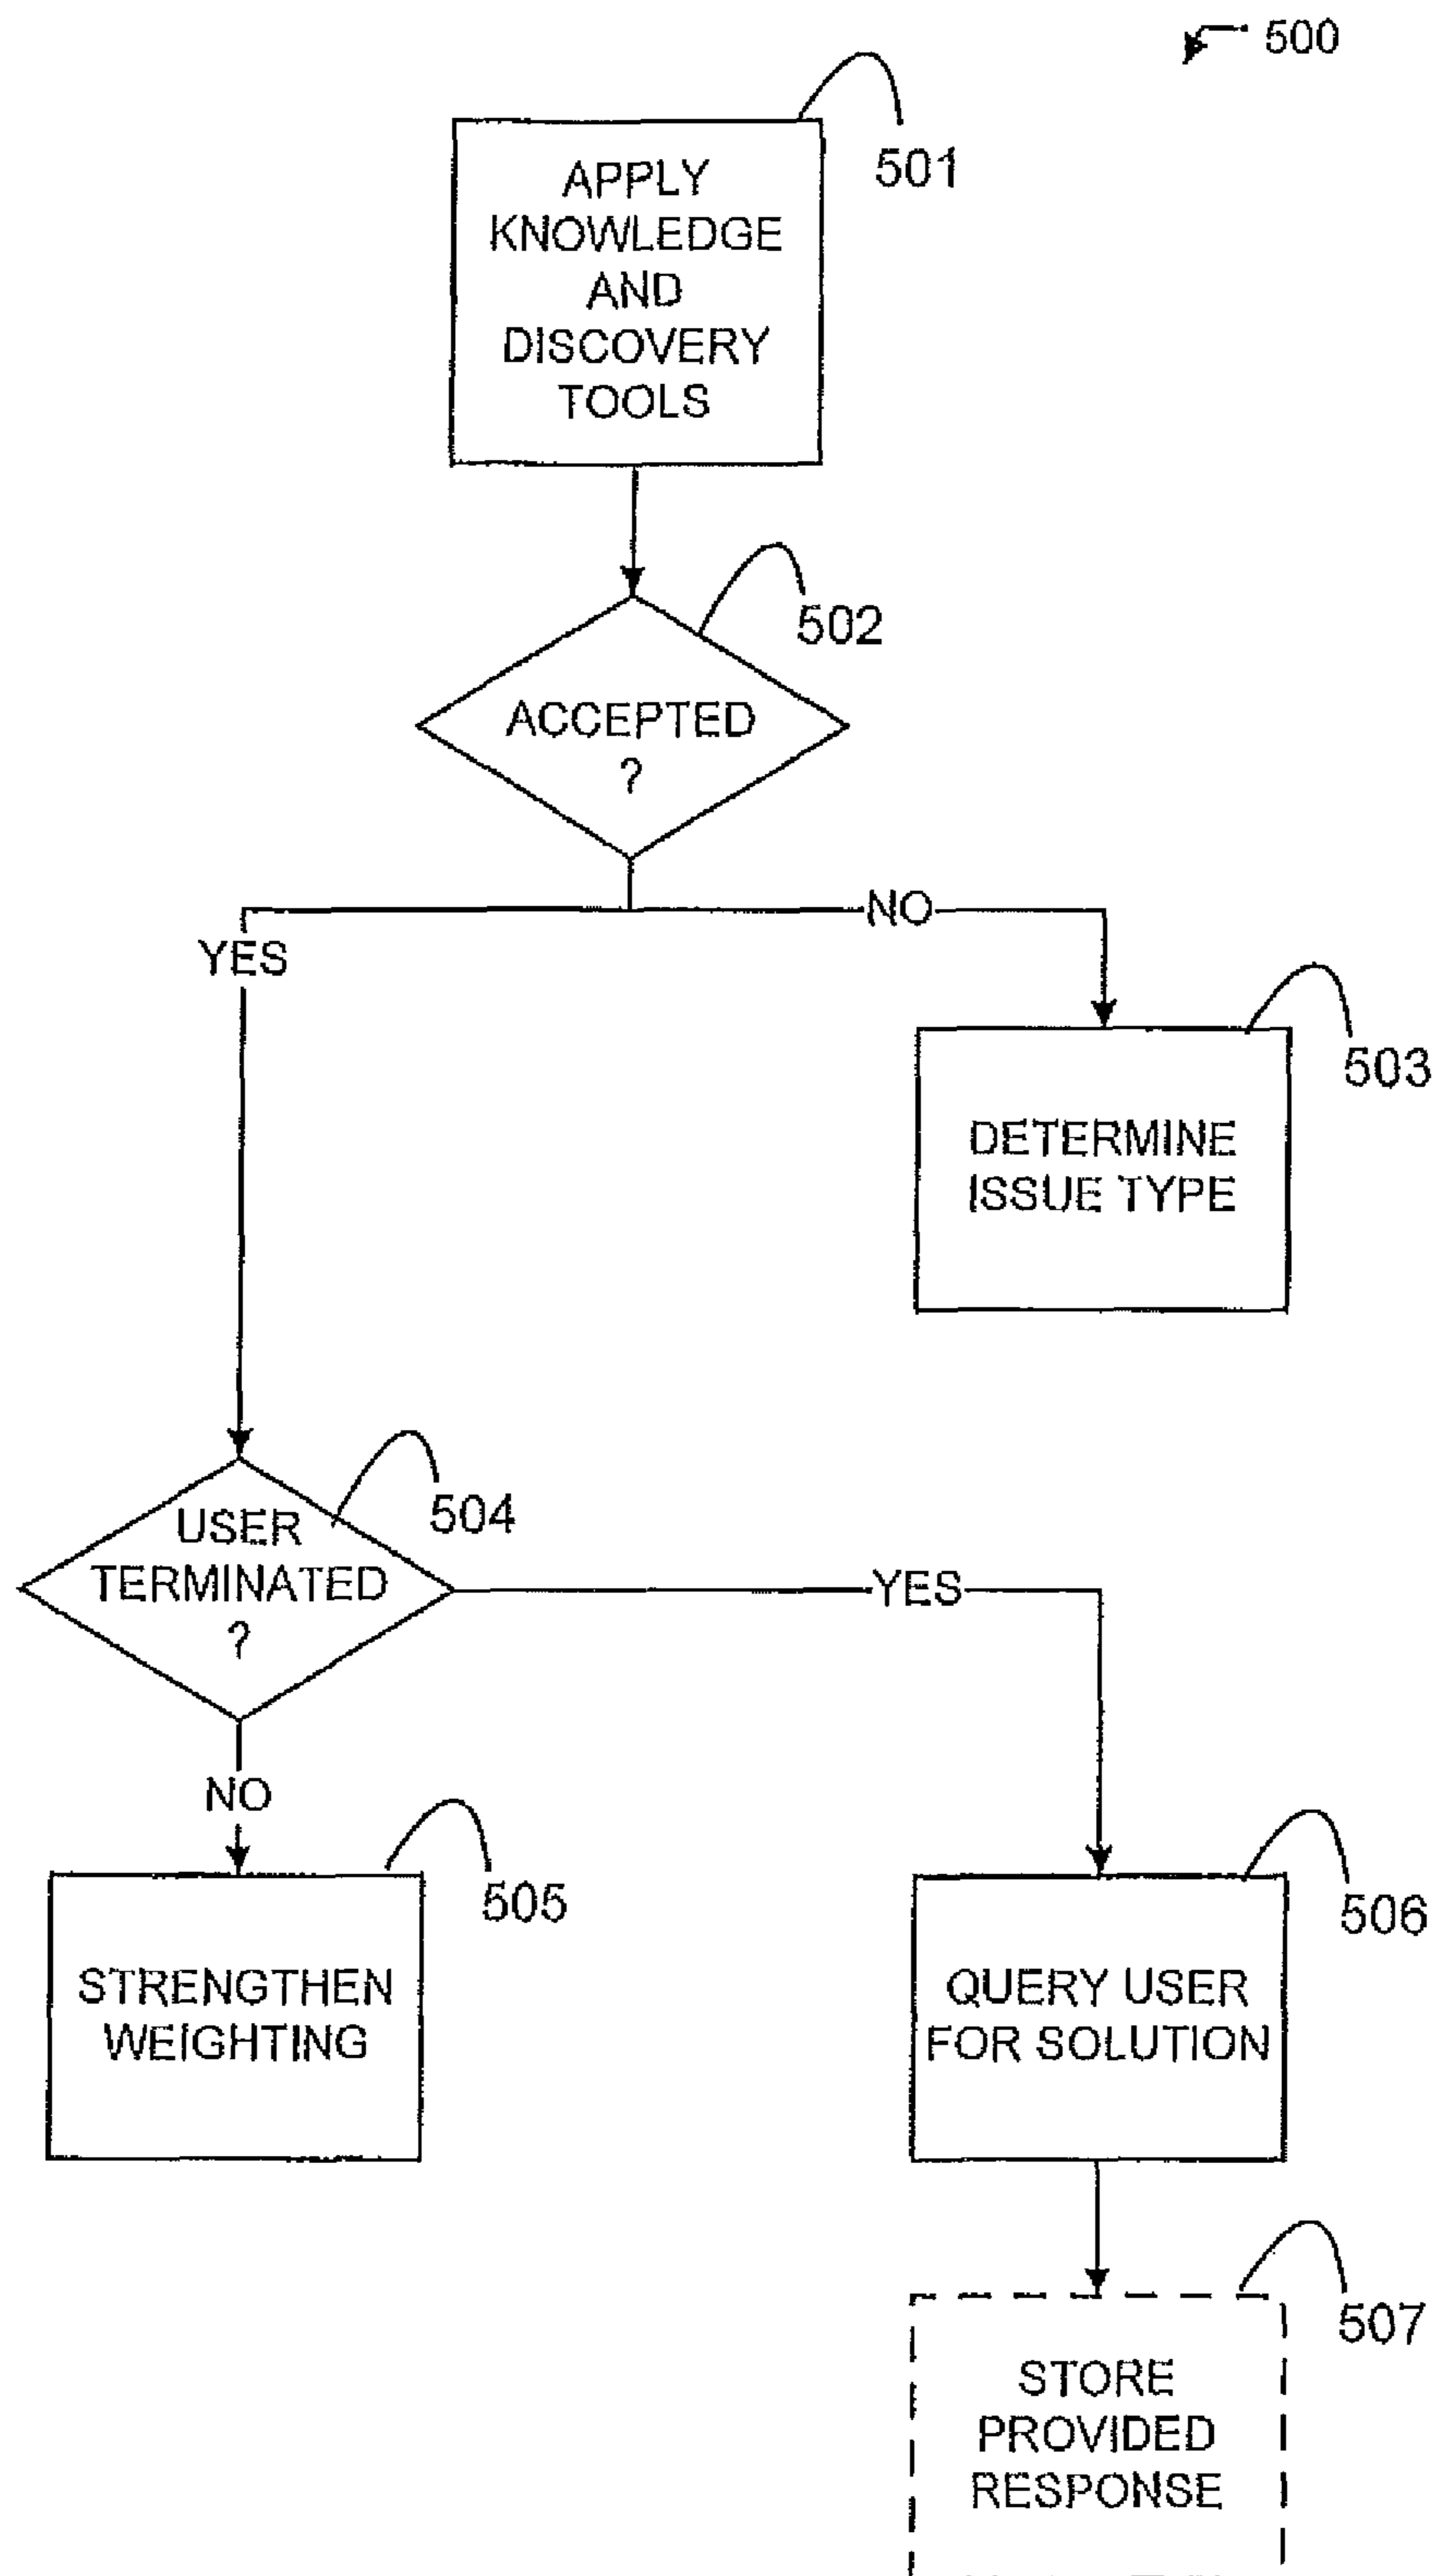 500
501
APPLY
KNOWLEDGE
AND
DISCOVERY
TOOLS
502
ACCEPTED
?
NO
YES
503
DETERMINE
ISSUE TYPE
504
USER
TERMINATED
?
YES
NO
505
STRENGTHEN
WEIGHTING
506
QUERY USER
FOR SOLUTION
507
STORE
PROVIDED
RESPONSE